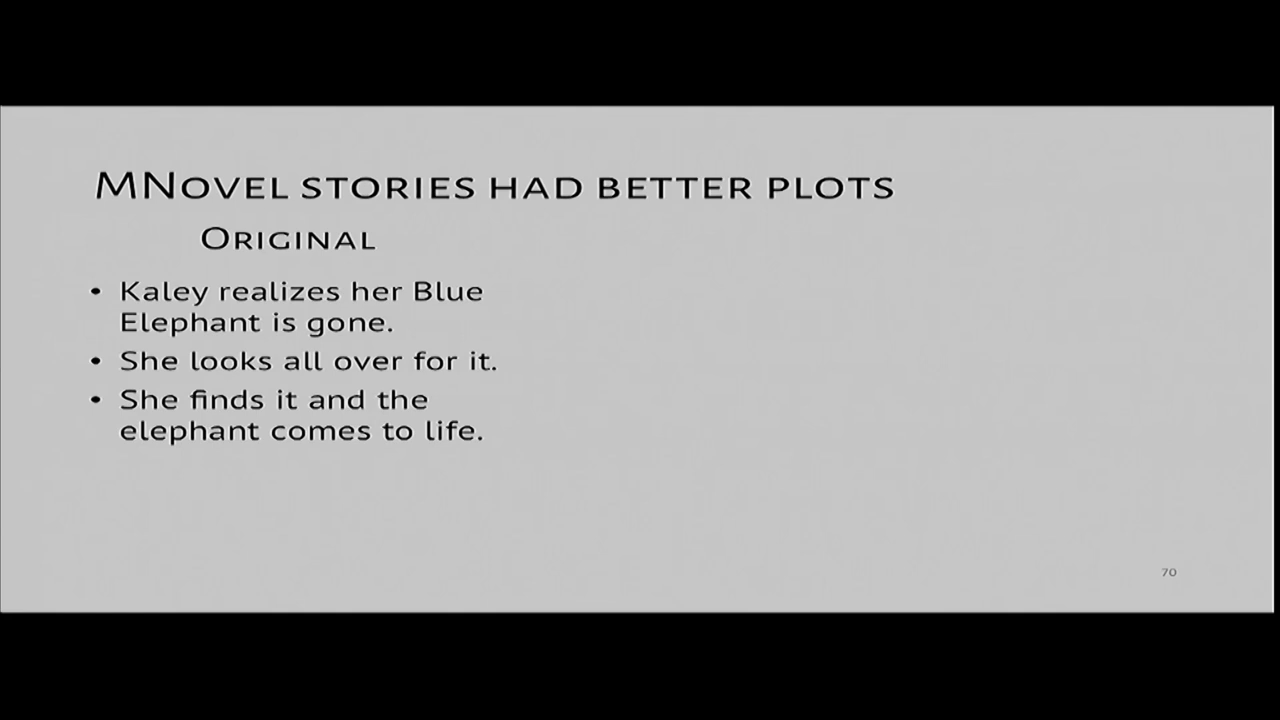 MNOVEL STORIES HAD BETTER PLOTS
ORIGINAL
• Kaley realizes her Blue
Elephant is gone.
• She looks all over for it.
• She finds it and the
elephant comes to life.
70